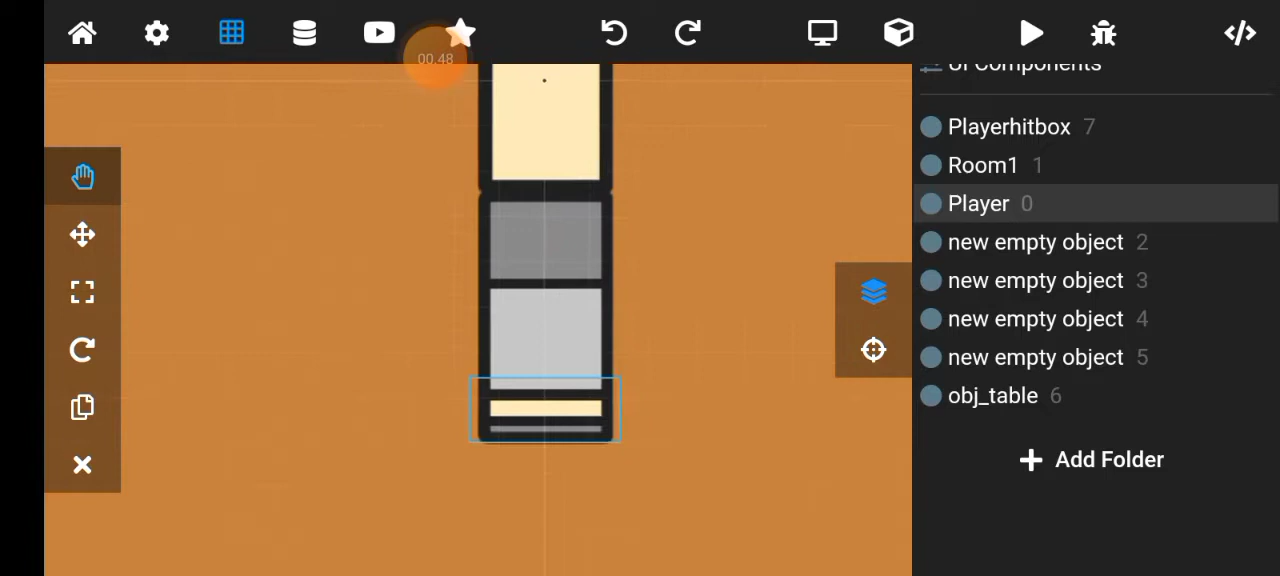 00.48
UI Components
Playerhitbox 7
Room1 1
Player 0
new empty object 2
new empty object 3
new empty object 4
new empty object 5
obj_table 6
Add Folder